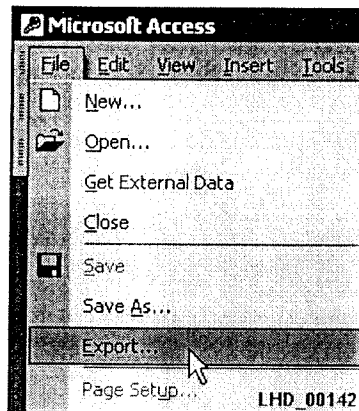 Microsoft Access
File Edit View Insert Tools
New...
Open...
Get External Data
Close
Save
Save As...
Export...
Page Setup...
LHD_00142